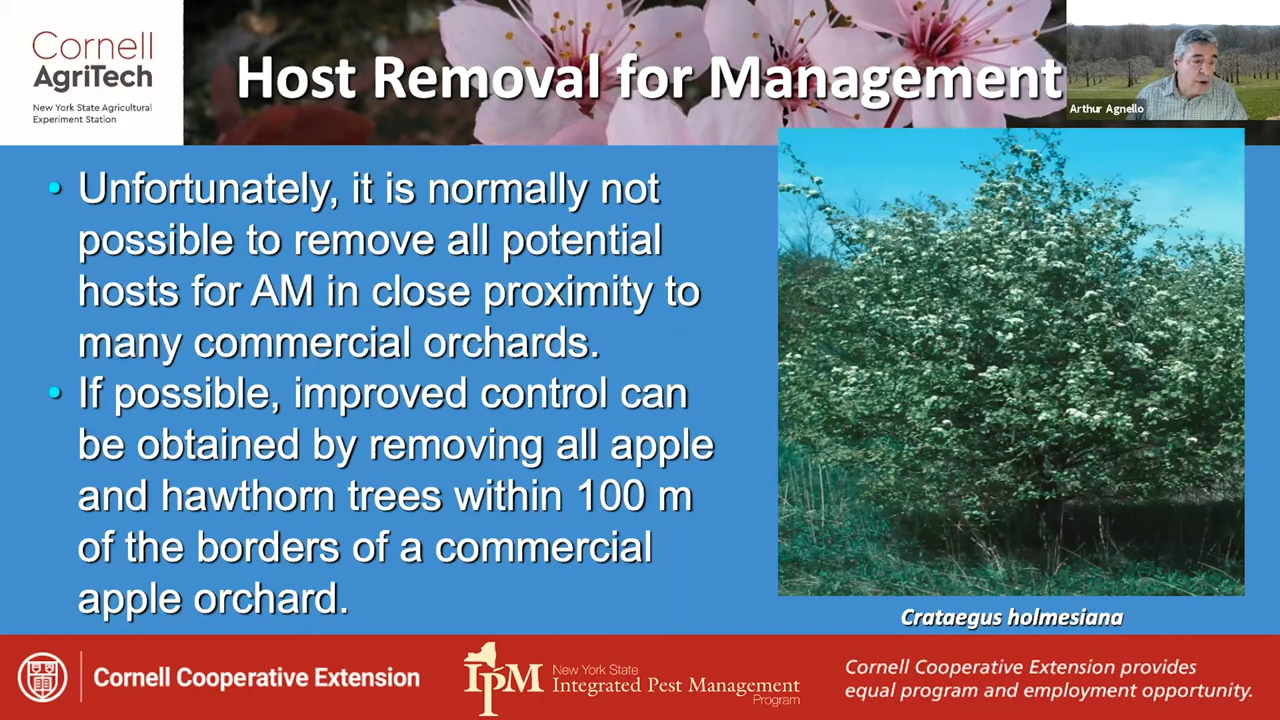 Cornell
AgriTech
New York State Agricultural
Experiment Station
Host Removal for Management
Arthur Agnello
• Unfortunately, it is normally not
possible to remove all potential
hosts for AM in close proximity to
many commercial orchards.
• If possible, improved control can
be obtained by removing all apple
and hawthorn trees within 100 m
of the borders of a commercial
apple orchard.
Crataegus holmesiana
Cornell Cooperative Extension
IPM
New York State
Integrated Pest Management
Program
Cornell Cooperative Extension provides
equal program and employment opportunity.